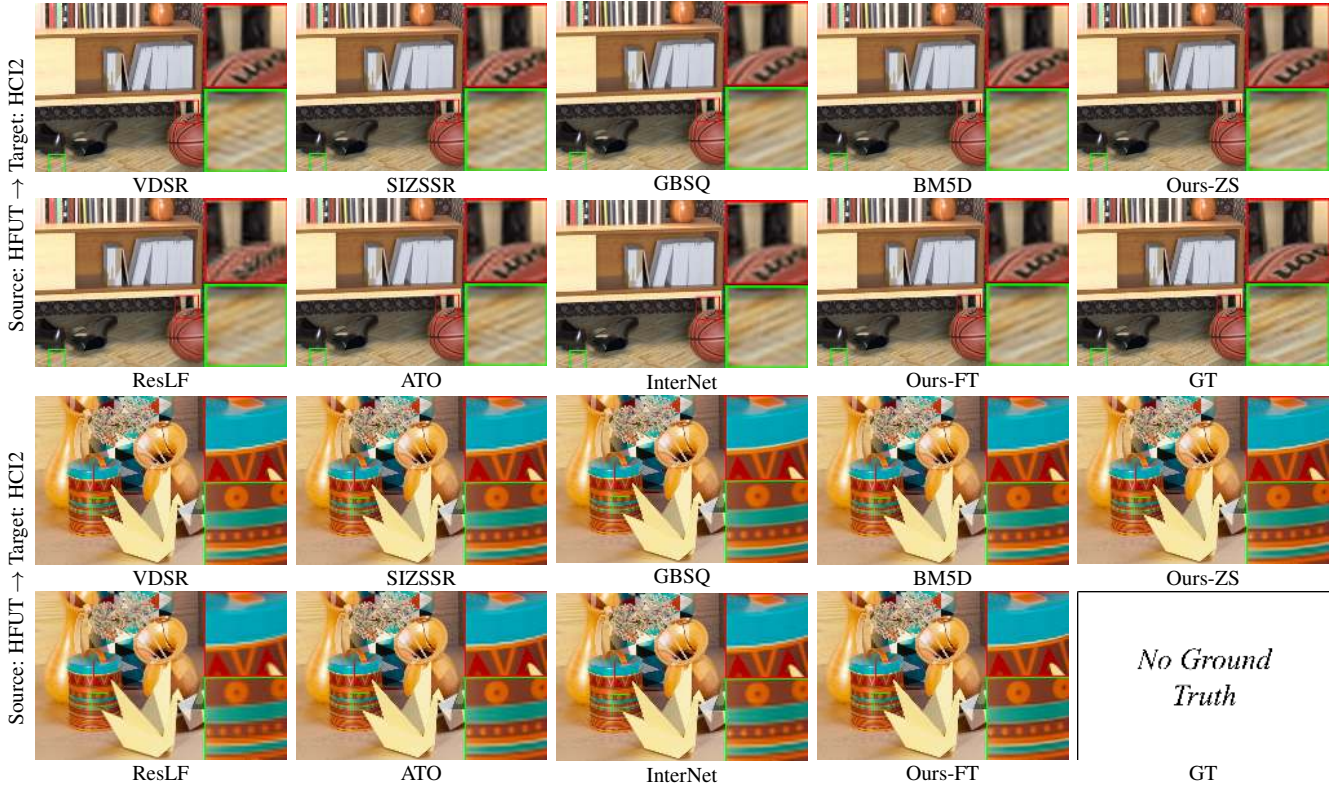 Source: HFUT → Target: HCI2
VDSR
SIZSSR
GBSQ
BM5D
Ours-ZS
ResLF
ATO
InterNet
Ours-FT
GT
Source: HFUT → Target: HCI2
VDSR
SIZSSR
GBSQ
BM5D
Ours-ZS
No Ground
Truth
ResLF
ATO
InterNet
Ours-FT
GT